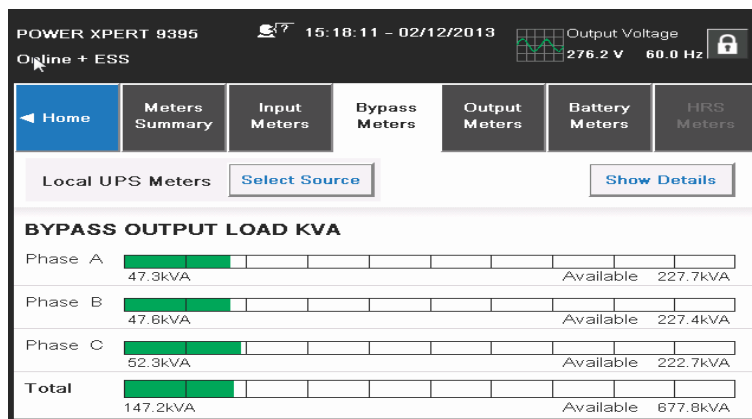 POWER XPERT 9395
15:18:11 - 02/12/2013
Online + ESS
Output Voltage
276.2 V 60.0 Hz
Home
Meters Summary
Input Meters
Bypass Meters
Output Meters
Battery Meters
HRS Meters
Local UPS Meters
Select Source
Show Details
BYPASS OUTPUT LOAD KVA
Phase A
47.3kVA Available 227.7kVA
Phase B
47.6kVA Available 227.4kVA
Phase C
52.3kVA Available 222.7kVA
Total
147.2kVA Available 677.8kVA